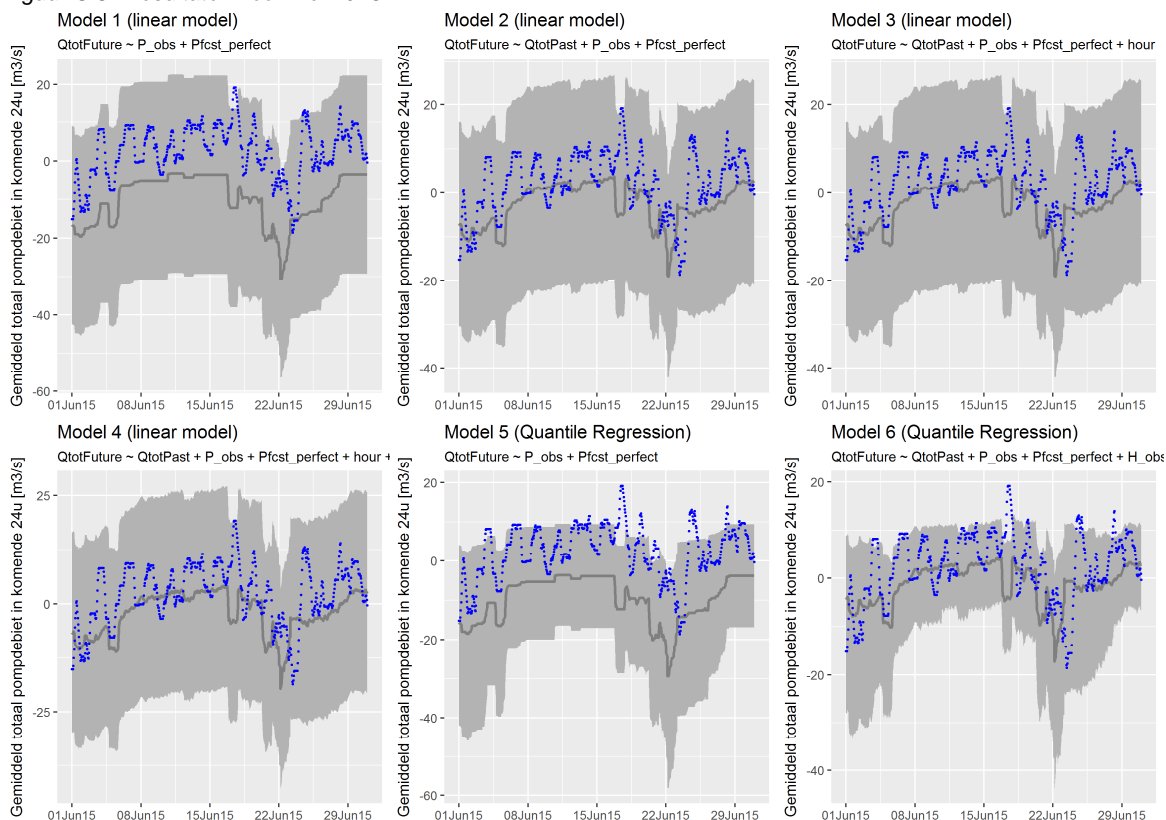 Model 1 (linear model)
QtotFuture ~ P_obs + Pfcst_perfect
Gemiddeld totaal pompdebiet in komende 24u [m3/s]
20
0
-20
-40
-60
01Jun15 08Jun15 15Jun15 22Jun15 29Jun15
Model 2 (linear model)
QtotFuture ~ QtotPast + P_obs + Pfcst_perfect
Gemiddeld totaal pompdebiet in komende 24u [m3/s]
20
0
-20
-40
01Jun15 08Jun15 15Jun15 22Jun15 29Jun15
Model 3 (linear model)
QtotFuture ~ QtotPast + P_obs + Pfcst_perfect + hour
Gemiddeld totaal pompdebiet in komende 24u [m3/s]
20
0
-20
-40
01Jun15 08Jun15 15Jun15 22Jun15 29Jun15
Model 4 (linear model)
QtotFuture ~ QtotPast + P_obs + Pfcst_perfect + hour +
Gemiddeld totaal pompdebiet in komende 24u [m3/s]
25
0
-25
01Jun15 08Jun15 15Jun15 22Jun15 29Jun15
Model 5 (Quantile Regression)
QtotFuture ~ P_obs + Pfcst_perfect
Gemiddeld totaal pompdebiet in komende 24u [m3/s]
20
0
-20
-40
-60
01Jun15 08Jun15 15Jun15 22Jun15 29Jun15
Model 6 (Quantile Regression)
QtotFuture ~ QtotPast + P_obs + Pfcst_perfect + H_obs
Gemiddeld totaal pompdebiet in komende 24u [m3/s]
20
0
-20
-40
01Jun15 08Jun15 15Jun15 22Jun15 29Jun15